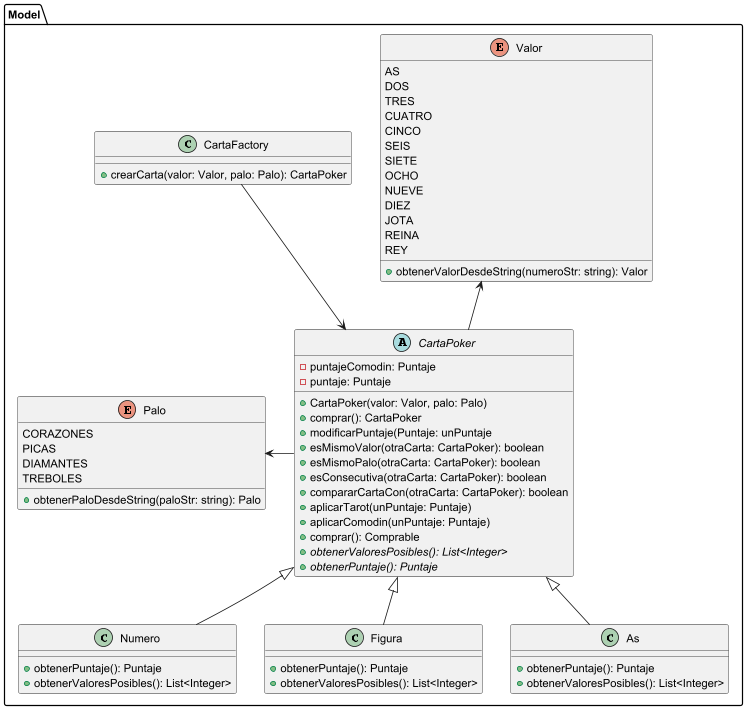 Model
E Valor
AS
DOS
TRES
CUATRO
CINCO
SEIS
SIETE
OCHO
NUEVE
DIEZ
JOTA
REINA
REY
obtenerValorDesdeString(numeroStr: string): Valor
C CartaFactory
crearCarta(valor: Valor, palo: Palo): CartaPoker
A CartaPoker
puntajeComodin: Puntaje
puntaje: Puntaje
CartaPoker(valor: Valor, palo: Palo)
comprar(): CartaPoker
modificarPuntaje(Puntaje: unPuntaje
esMismoValor(otraCarta: CartaPoker): boolean
esMismoPalo(otraCarta: CartaPoker): boolean
esConsecutiva(otraCarta: CartaPoker): boolean
compararCartaCon(otraCarta: CartaPoker): boolean
aplicarTarot(unPuntaje: Puntaje)
aplicarComodin(unPuntaje: Puntaje)
comprar(): Comprable
obtenerValoresPosibles(): List<Integer>
obtenerPuntaje(): Puntaje
E Palo
CORAZONES
PICAS
DIAMANTES
TREBOLES
obtenerPaloDesdeString(paloStr: string): Palo
C Numero
obtenerPuntaje(): Puntaje
obtenerValoresPosibles(): List<Integer>
C Figura
obtenerPuntaje(): Puntaje
obtenerValoresPosibles(): List<Integer>
C As
obtenerPuntaje(): Puntaje
obtenerValoresPosibles(): List<Integer>